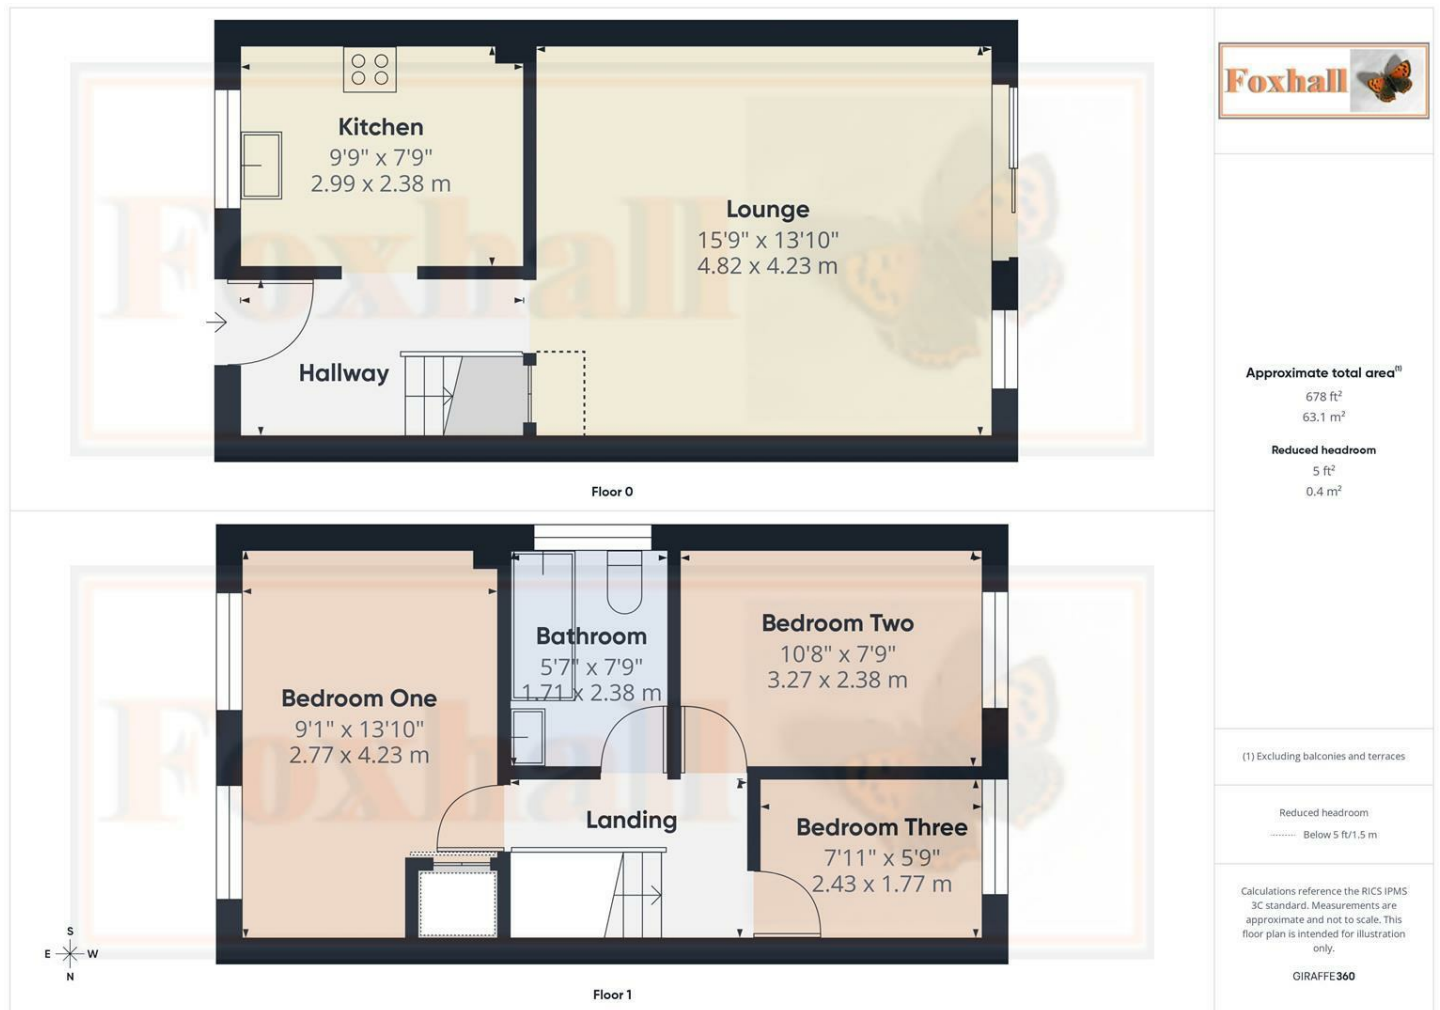 Kitchen
9'9" x 7'9"
2.99 x 2.38 m
Lounge
15'9" x 13'10"
4.82 x 4.23 m
Hallway
Foxhall
Floor 0
Bedroom One
9'1" x 13'10"
2.77 x 4.23 m
Bathroom
5'7" x 7'9"
1.71 x 2.38 m
Bedroom Two
10'8" x 7'9"
3.27 x 2.38 m
Landing
Bedroom Three
7'11" x 5'9"
2.43 x 1.77 m
Foxhall
S
E W
N
Floor 1
Foxhall
Approximate total area(1)
678 ft²
63.1 m²
Reduced headroom
5 ft²
0.4 m²
(1) Excluding balconies and terraces
Reduced headroom
Below 5 ft/1.5 m
Calculations reference the RICS IPMS
3C standard. Measurements are
approximate and not to scale. This
floor plan is intended for illustration
only.
GIRAFFE360